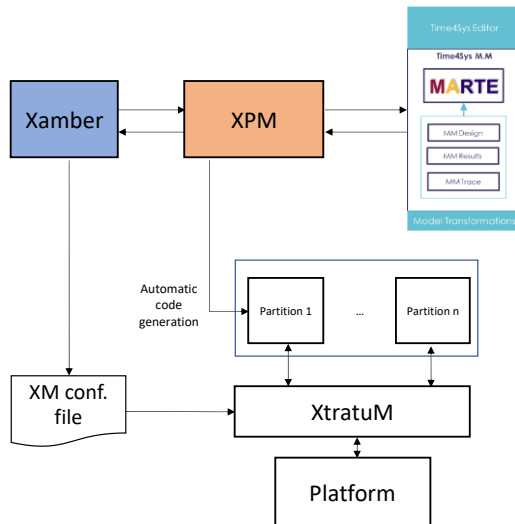 Time4Sys Editor
Time4Sys M.M
MARTE
MM Design
MM Results
MM Trace
Model Transformations
Xamber
XPM
Automatic
code
generation
Partition 1
...
Partition n
XM conf.
file
XtratuM
Platform